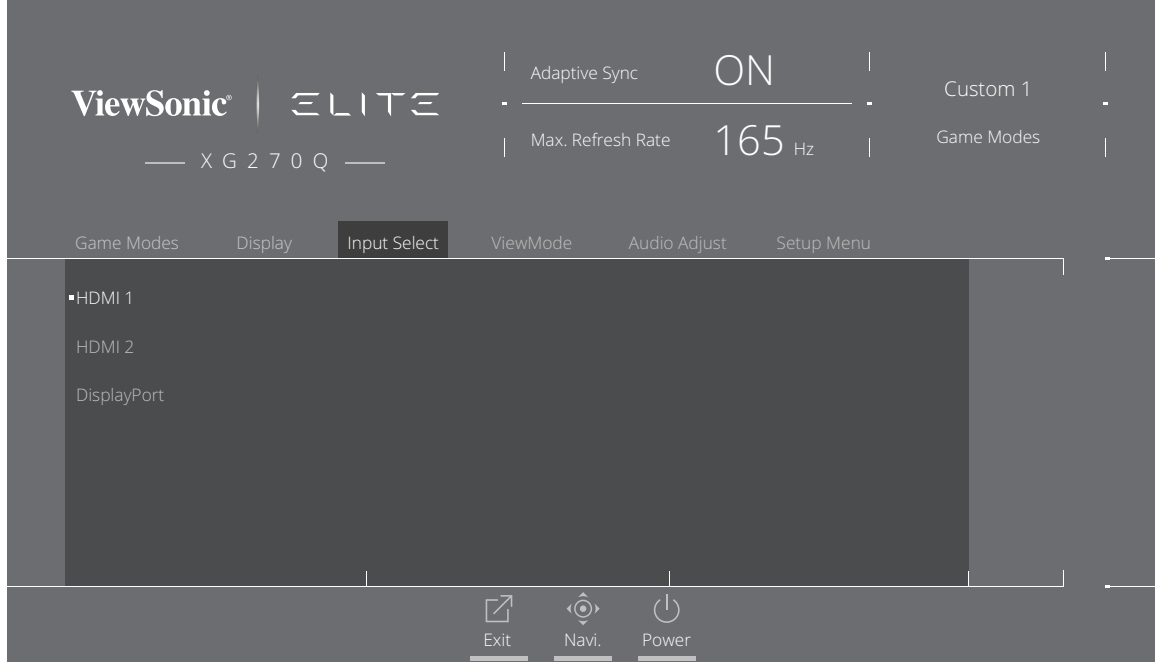 ViewSonic® ELITE
XG270Q
Adaptive Sync ON
Max. Refresh Rate 165 Hz
Custom 1
Game Modes
Game Modes Display Input Select ViewMode Audio Adjust Setup Menu
HDMI 1
HDMI 2
DisplayPort
Exit Navi. Power